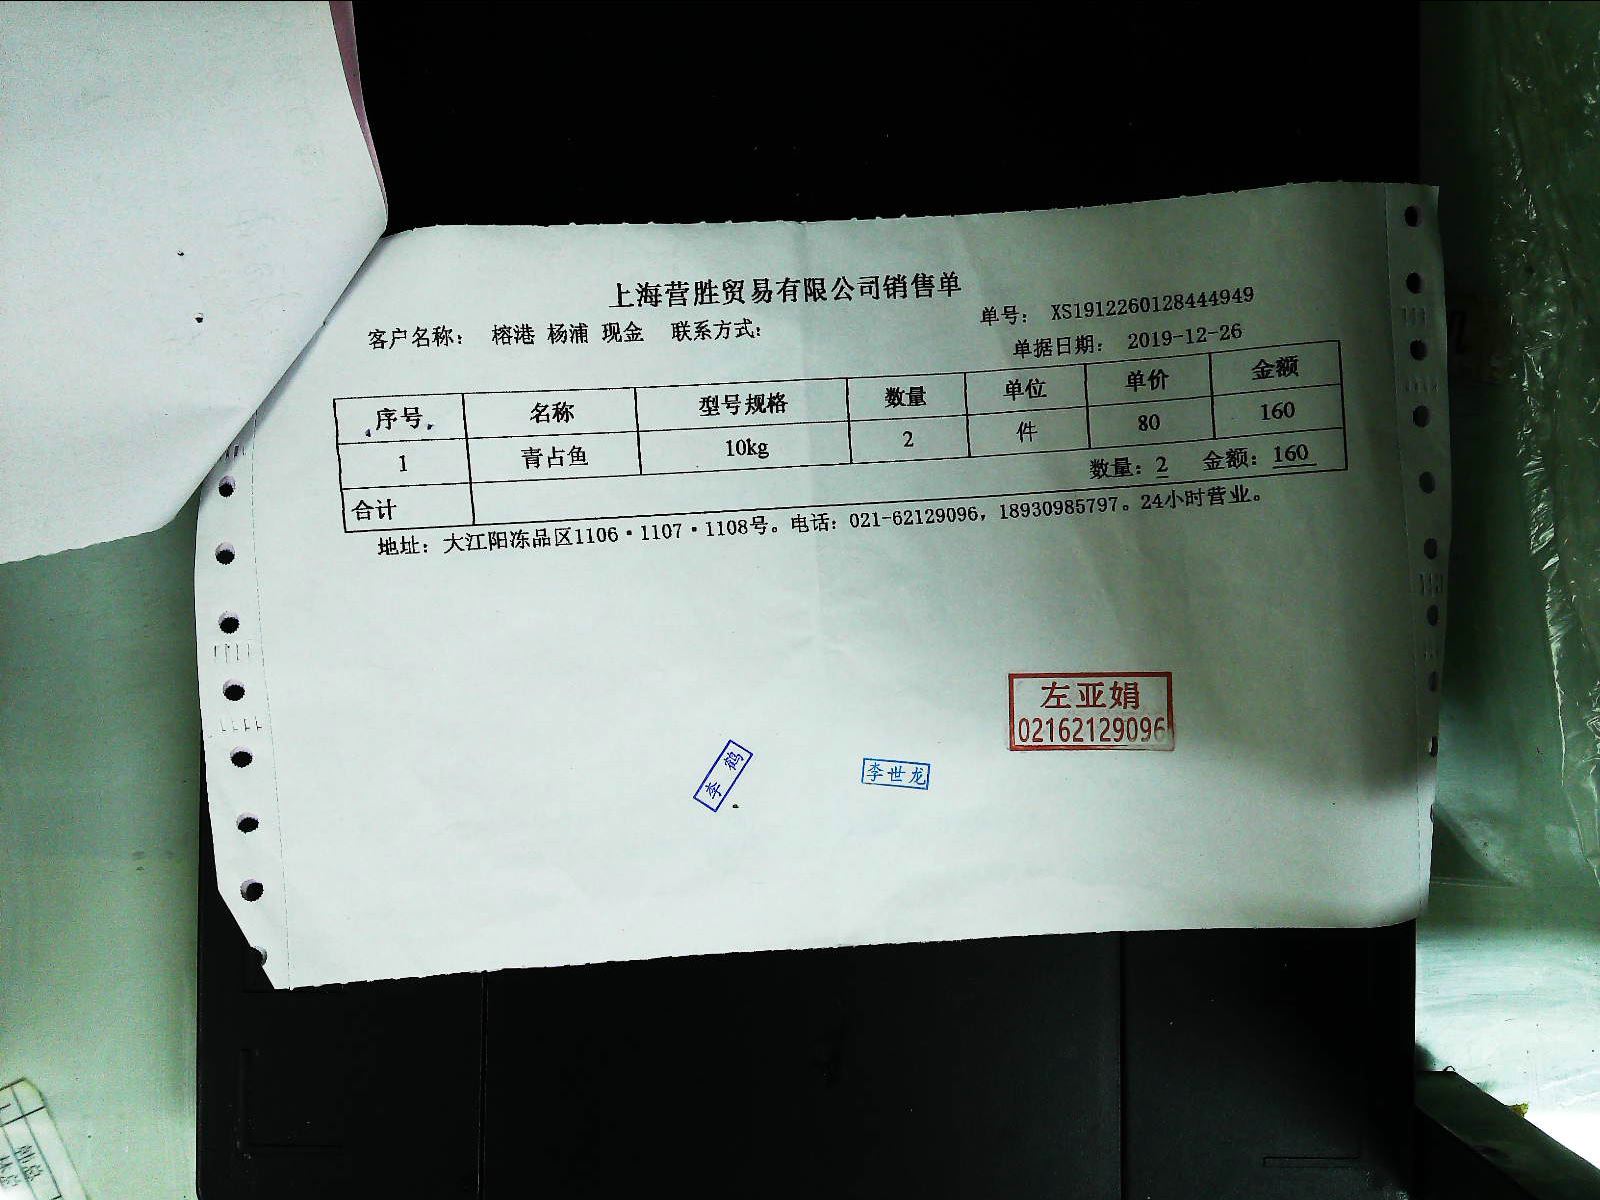 上海营胜贸易有限公司销售单
单号： XS1912260128444949
客户名称： 榕港 杨浦 现金 联系方式：
单据日期： 2019-12-26
序号 名称 型号规格 数量 单位 单价 金额
1 青占鱼 10kg 2 件 80 160
合计 数量：2 金额：160
地址：大江阳冻品区1106·1107·1108号。电话：021-62129096，18930985797。24小时营业。
左亚娟
02162129096
李鹤
李世龙
韩总
林总